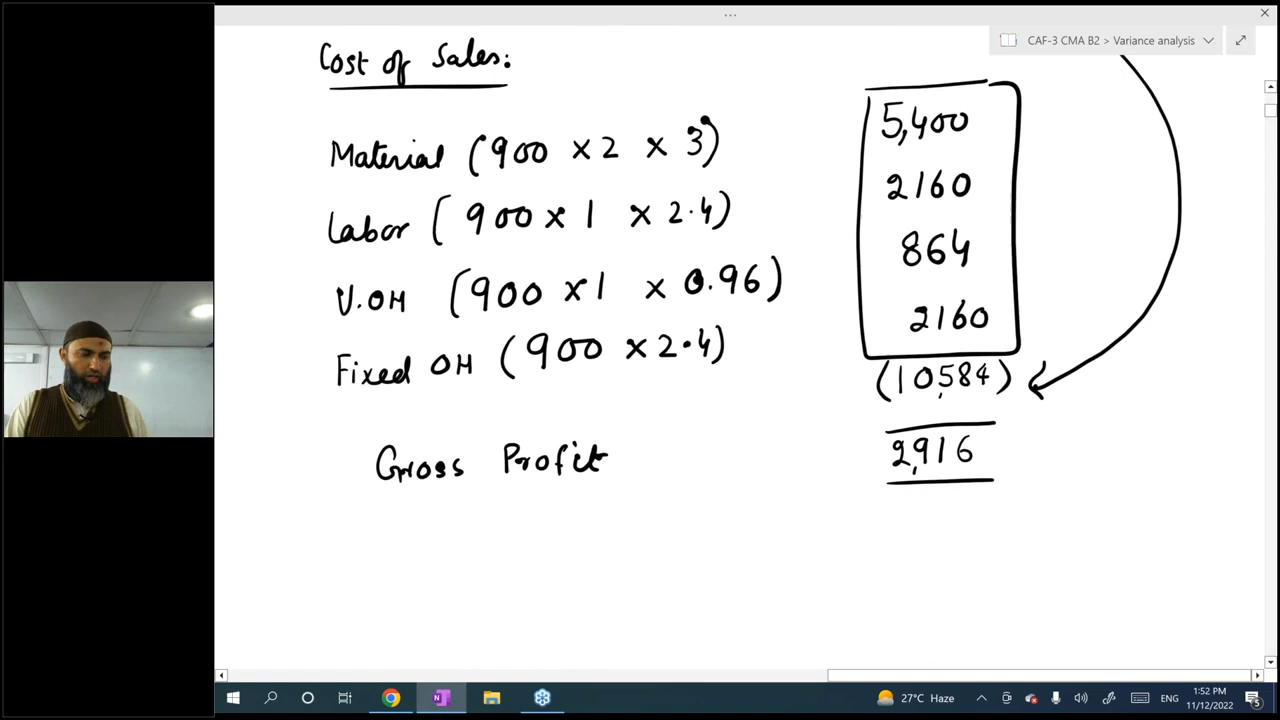 CAF-3 CMA B2 > Variance analysis
Cost of Sales:
Material (900 × 2 × 3) 5,400
Labor (900 × 1 × 2.4) 2160
V.OH (900 × 1 × 0.96) 864
Fixed OH (900 × 2.4) 2160
(10,584)
Gross Profit 2,916
27°C Haze
ENG
1:52 PM
11/12/2022
5